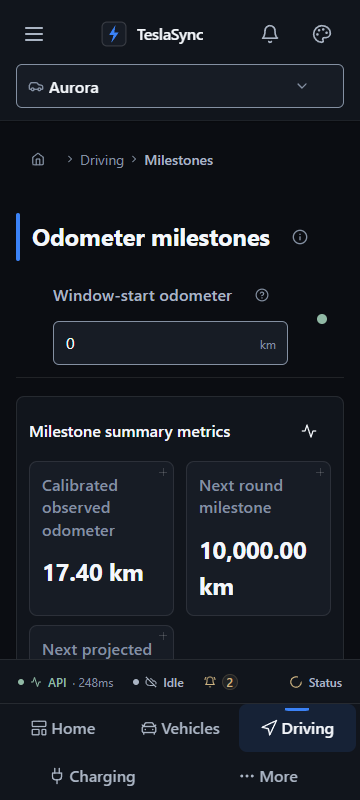 TeslaSync
Aurora
Driving
Milestones
Odometer milestones
Window-start odometer
0
km
Milestone summary metrics
Calibrated
observed
odometer
17.40 km
Next round
milestone
10,000.00
km
Next projected
API · 248ms
Idle
2
Status
Home
Vehicles
Driving
Charging
More